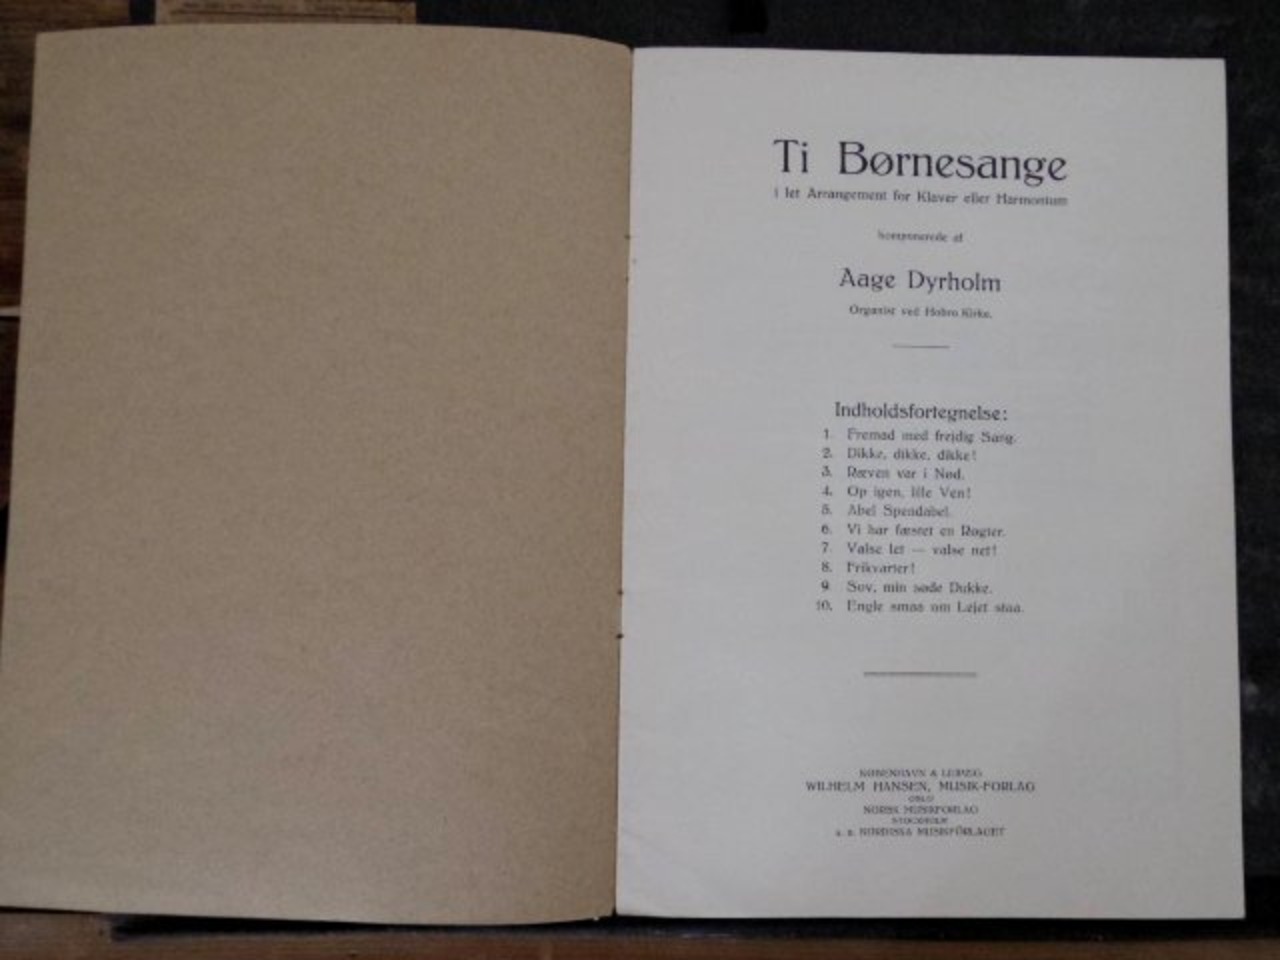 Ti Børnesange
i let Arrangement for Klaver eller Harmonium
komponerede af
Aage Dyrholm
Organist ved Hobro Kirke.
Indholdsfortegnelse:
1. Fremad med frejdig Sang.
2. Dikke, dikke, dikke!
3. Ræven var i Nød.
4. Op igen, lille Ven!
5. Abel Spendabel.
6. Vi har fæstet en Røgter.
7. Valse let — valse net!
8. Frikvarter!
9. Sov, min søde Dukke.
10. Engle smaa om Lejet staa.
KØBENHAVN & LEIPZIG
WILHELM HANSEN, MUSIK-FORLAG
OSLO
NORSK MUSIKFORLAG
STOCKHOLM
A. B. NORDISKA MUSIKFÖRLAGET